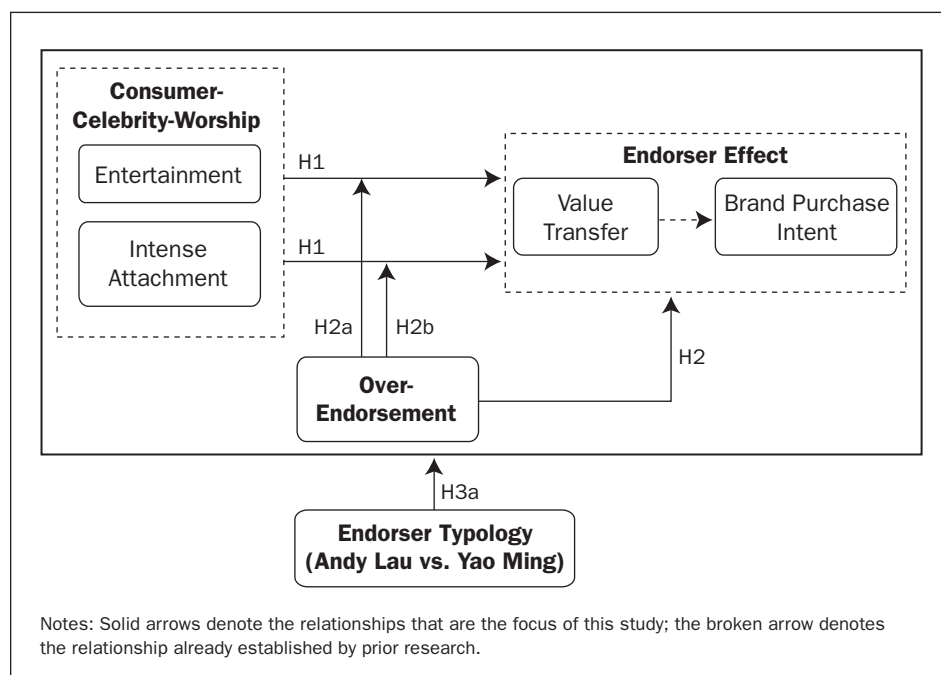 Consumer-
Celebrity-Worship
Entertainment
Intense
Attachment
H1
H1
Endorser Effect
Value
Transfer
Brand Purchase
Intent
H2a
H2b
H2
Over-
Endorsement
H3a
Endorser Typology
(Andy Lau vs. Yao Ming)
Notes: Solid arrows denote the relationships that are the focus of this study; the broken arrow denotes
the relationship already established by prior research.